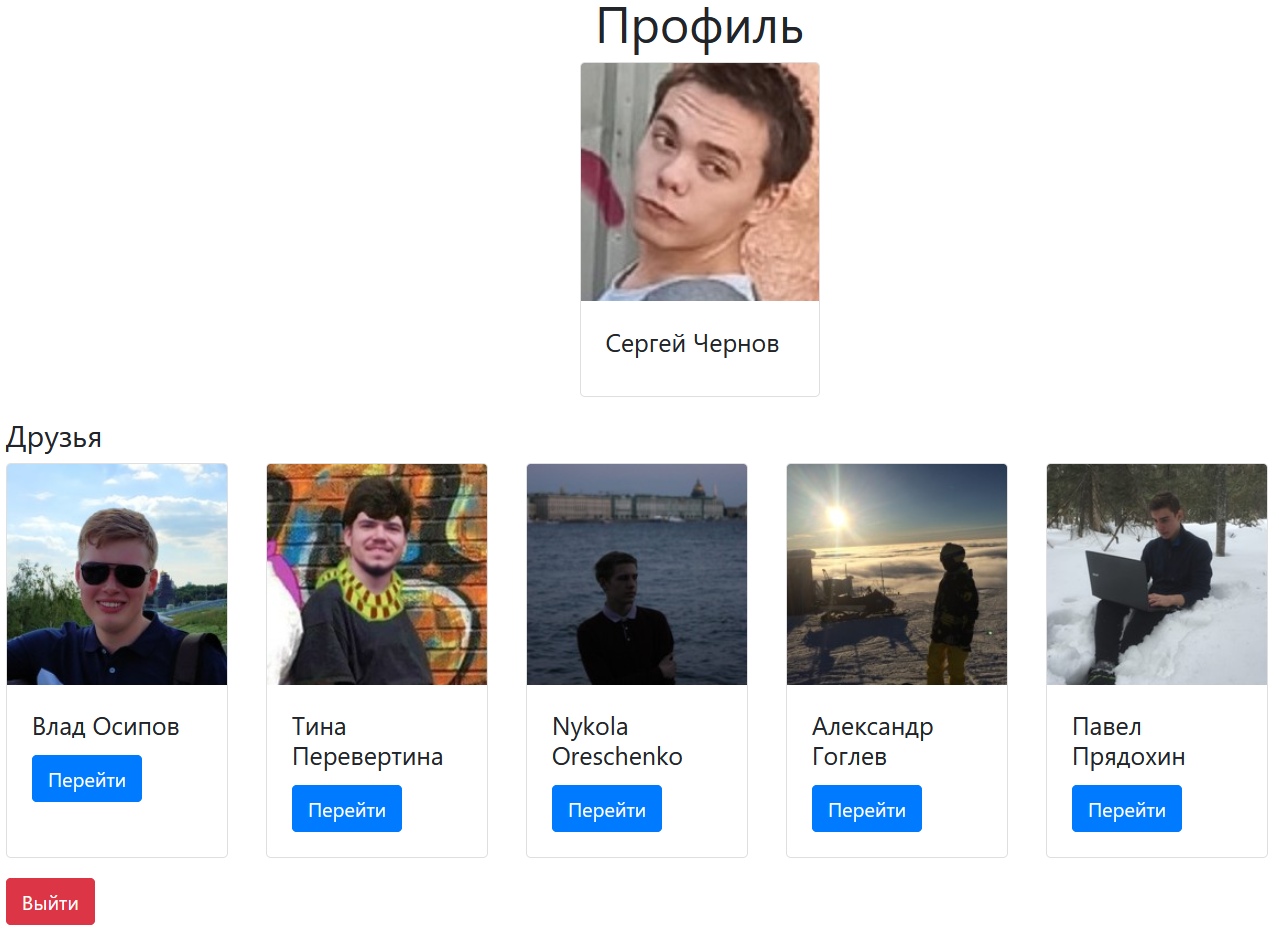 Профиль
Сергей Чернов
Друзья
Влад Осипов
Перейти
Тина
Перевертина
Перейти
Nykola
Oreschenko
Перейти
Александр
Гоглев
Перейти
Павел
Прядохин
Перейти
Выйти